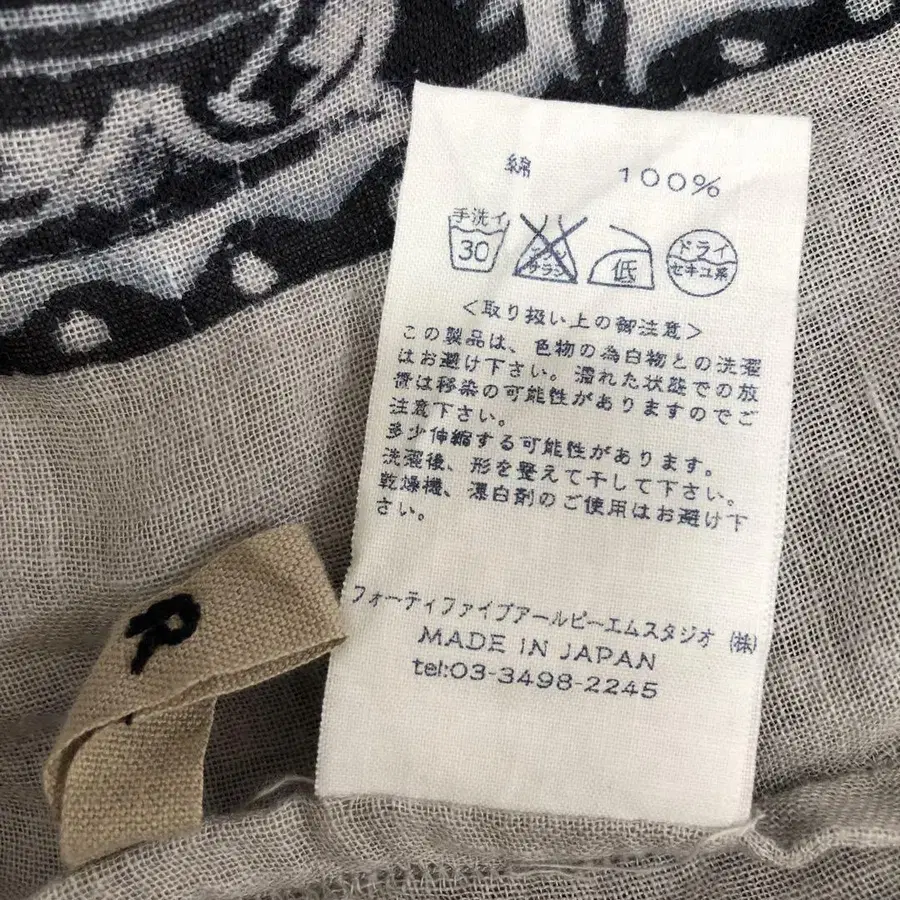 綿 100%
手洗イ
30
エンソ
サラシ
低
ドライ
セキユ系
<取り扱い上の御注意>
この製品は、色物の為白物との洗濯
はお避け下さい。濡れた状態での放
置は移染の可能性がありますのでご
注意下さい。
多少伸縮する可能性があります。
洗濯後、形を整えて干して下さい。
乾燥機、漂白剤のご使用はお避け下
さい。
フォーティファイブアールピーエムスタジオ (株)
MADE IN JAPAN
tel:03-3498-2245
R